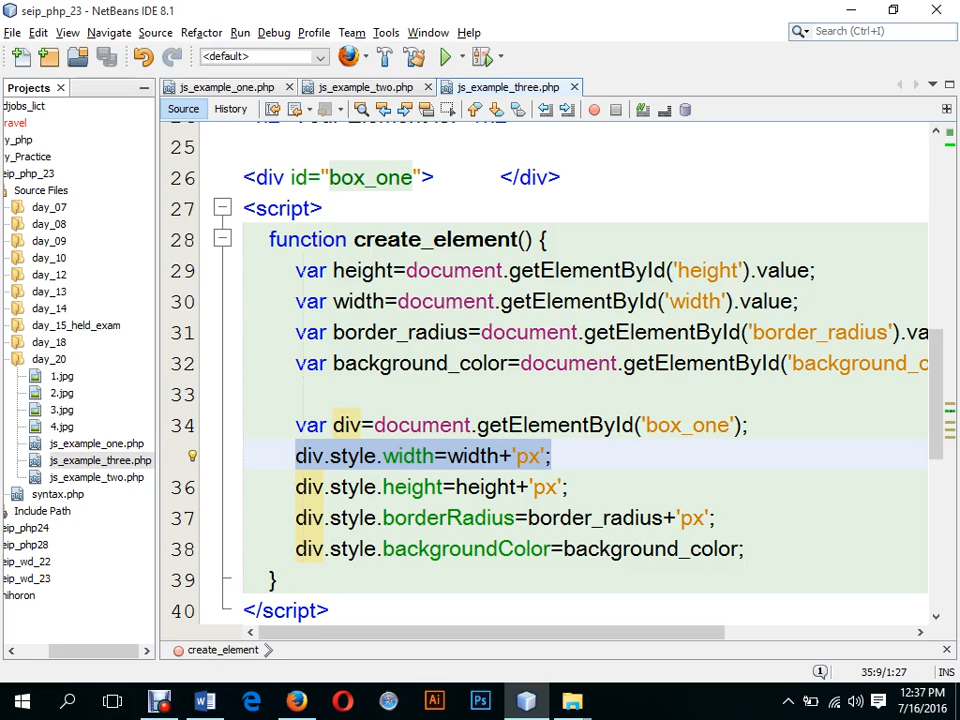 seip_php_23 - NetBeans IDE 8.1
File Edit View Navigate Source Refactor Run Debug Profile Team Tools Window Help
Search (Ctrl+I)
<default>
Projects
js_example_one.php js_example_two.php js_example_three.php
Source History
djobs_list
ravel
y_php
y_Practice
eip_php_23
Source Files
day_07
day_08
day_09
day_10
day_12
day_13
day_14
day_15_held_exam
day_18
day_20
1.jpg
2.jpg
3.jpg
4.jpg
js_example_one.php
js_example_three.php
js_example_two.php
syntax.php
Include Path
eip_php24
eip_php28
eip_wd_22
eip_wd_23
nihoron
25
26 <div id="box_one"> </div>
27 <script>
28 function create_element() {
29 var height=document.getElementById('height').value;
30 var width=document.getElementById('width').value;
31 var border_radius=document.getElementById('border_radius').va
32 var background_color=document.getElementById('background_c
33
34 var div=document.getElementById('box_one');
div.style.width=width+'px';
36 div.style.height=height+'px';
37 div.style.borderRadius=border_radius+'px';
38 div.style.backgroundColor=background_color;
39 }
40 </script>
create_element
1 35:9/1:27 INS
12:37 PM
7/16/2016